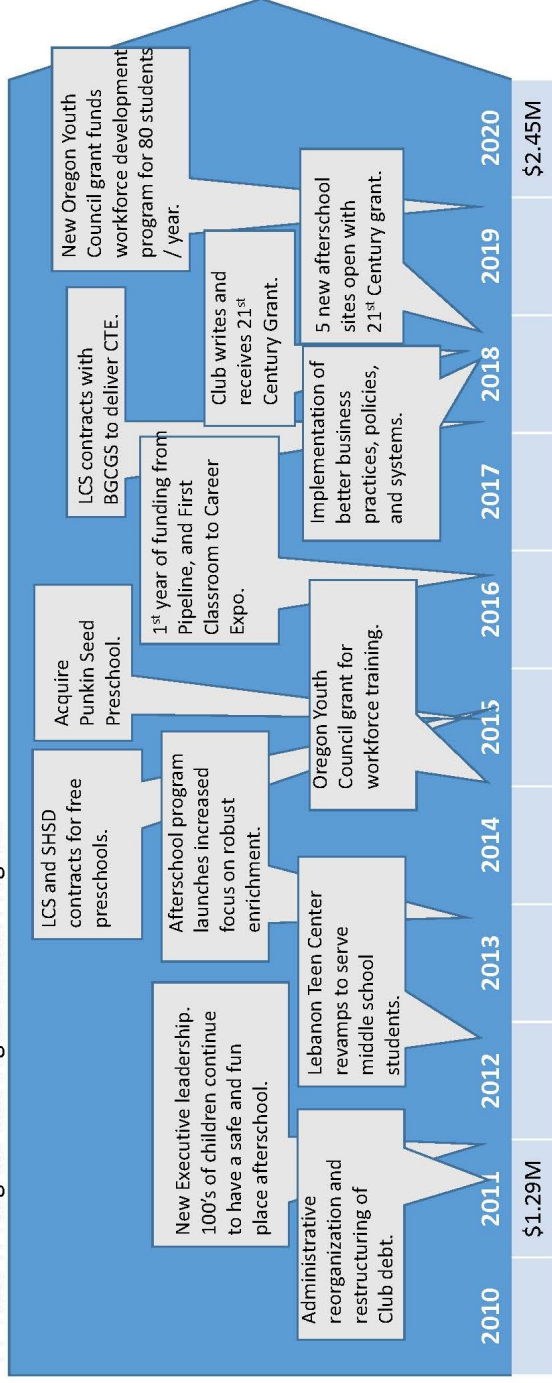 New Oregon Youth
Council grant funds
workforce development
program for 80 students
/ year.
LCS contracts with
BGCGS to deliver CTE.
Club writes and
receives 21st
Century Grant.
5 new afterschool
sites open with
21st Century grant.
Implementation of
better business
practices, policies,
and systems.
1st year of funding from
Pipeline, and First
Classroom to Career
Expo.
Acquire
Punkin Seed
Preschool.
Oregon Youth
Council grant for
workforce training.
LCS and SHSD
contracts for free
preschools.
Afterschool program
launches increased
focus on robust
enrichment.
Lebanon Teen Center
revamps to serve
middle school
students.
New Executive leadership.
100's of children continue
to have a safe and fun
place afterschool.
Administrative
reorganization and
restructuring of
Club debt.
2010 2011 2012 2013 2014 2015 2016 2017 2018 2019 2020
$1.29M $2.45M